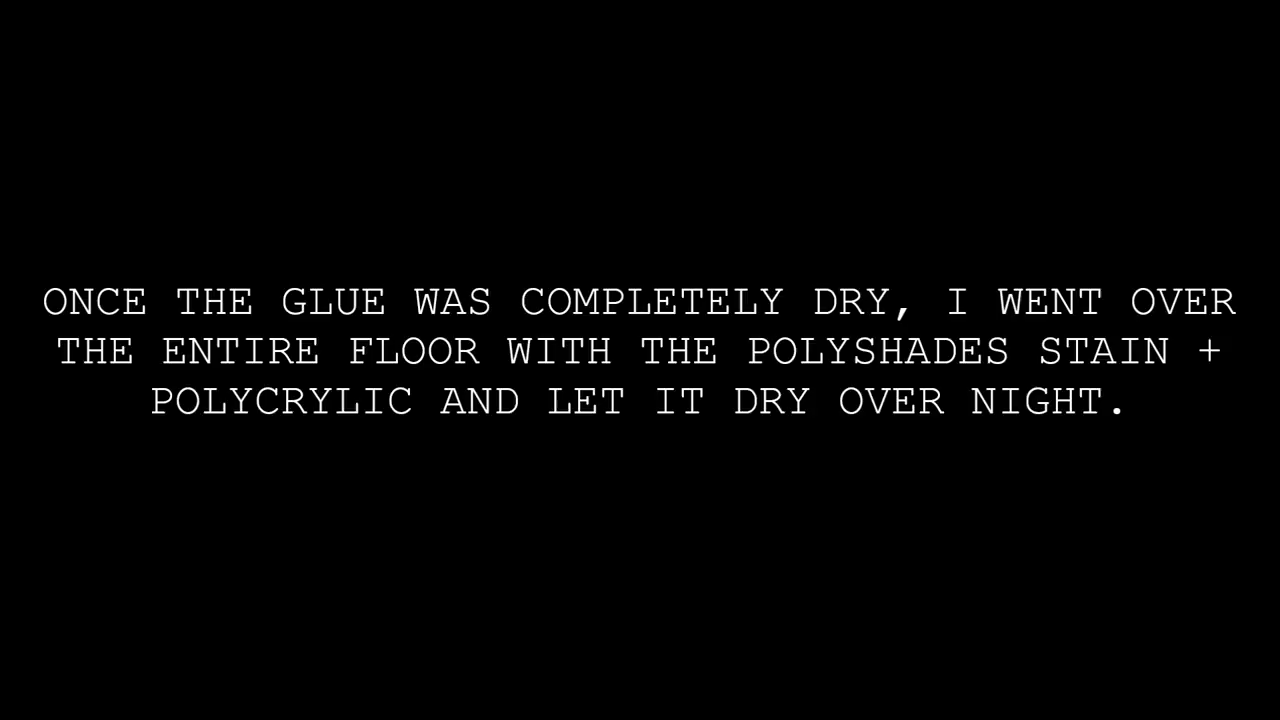 ONCE THE GLUE WAS COMPLETELY DRY, I WENT OVER
THE ENTIRE FLOOR WITH THE POLYSHADES STAIN +
POLYCRYLIC AND LET IT DRY OVER NIGHT.